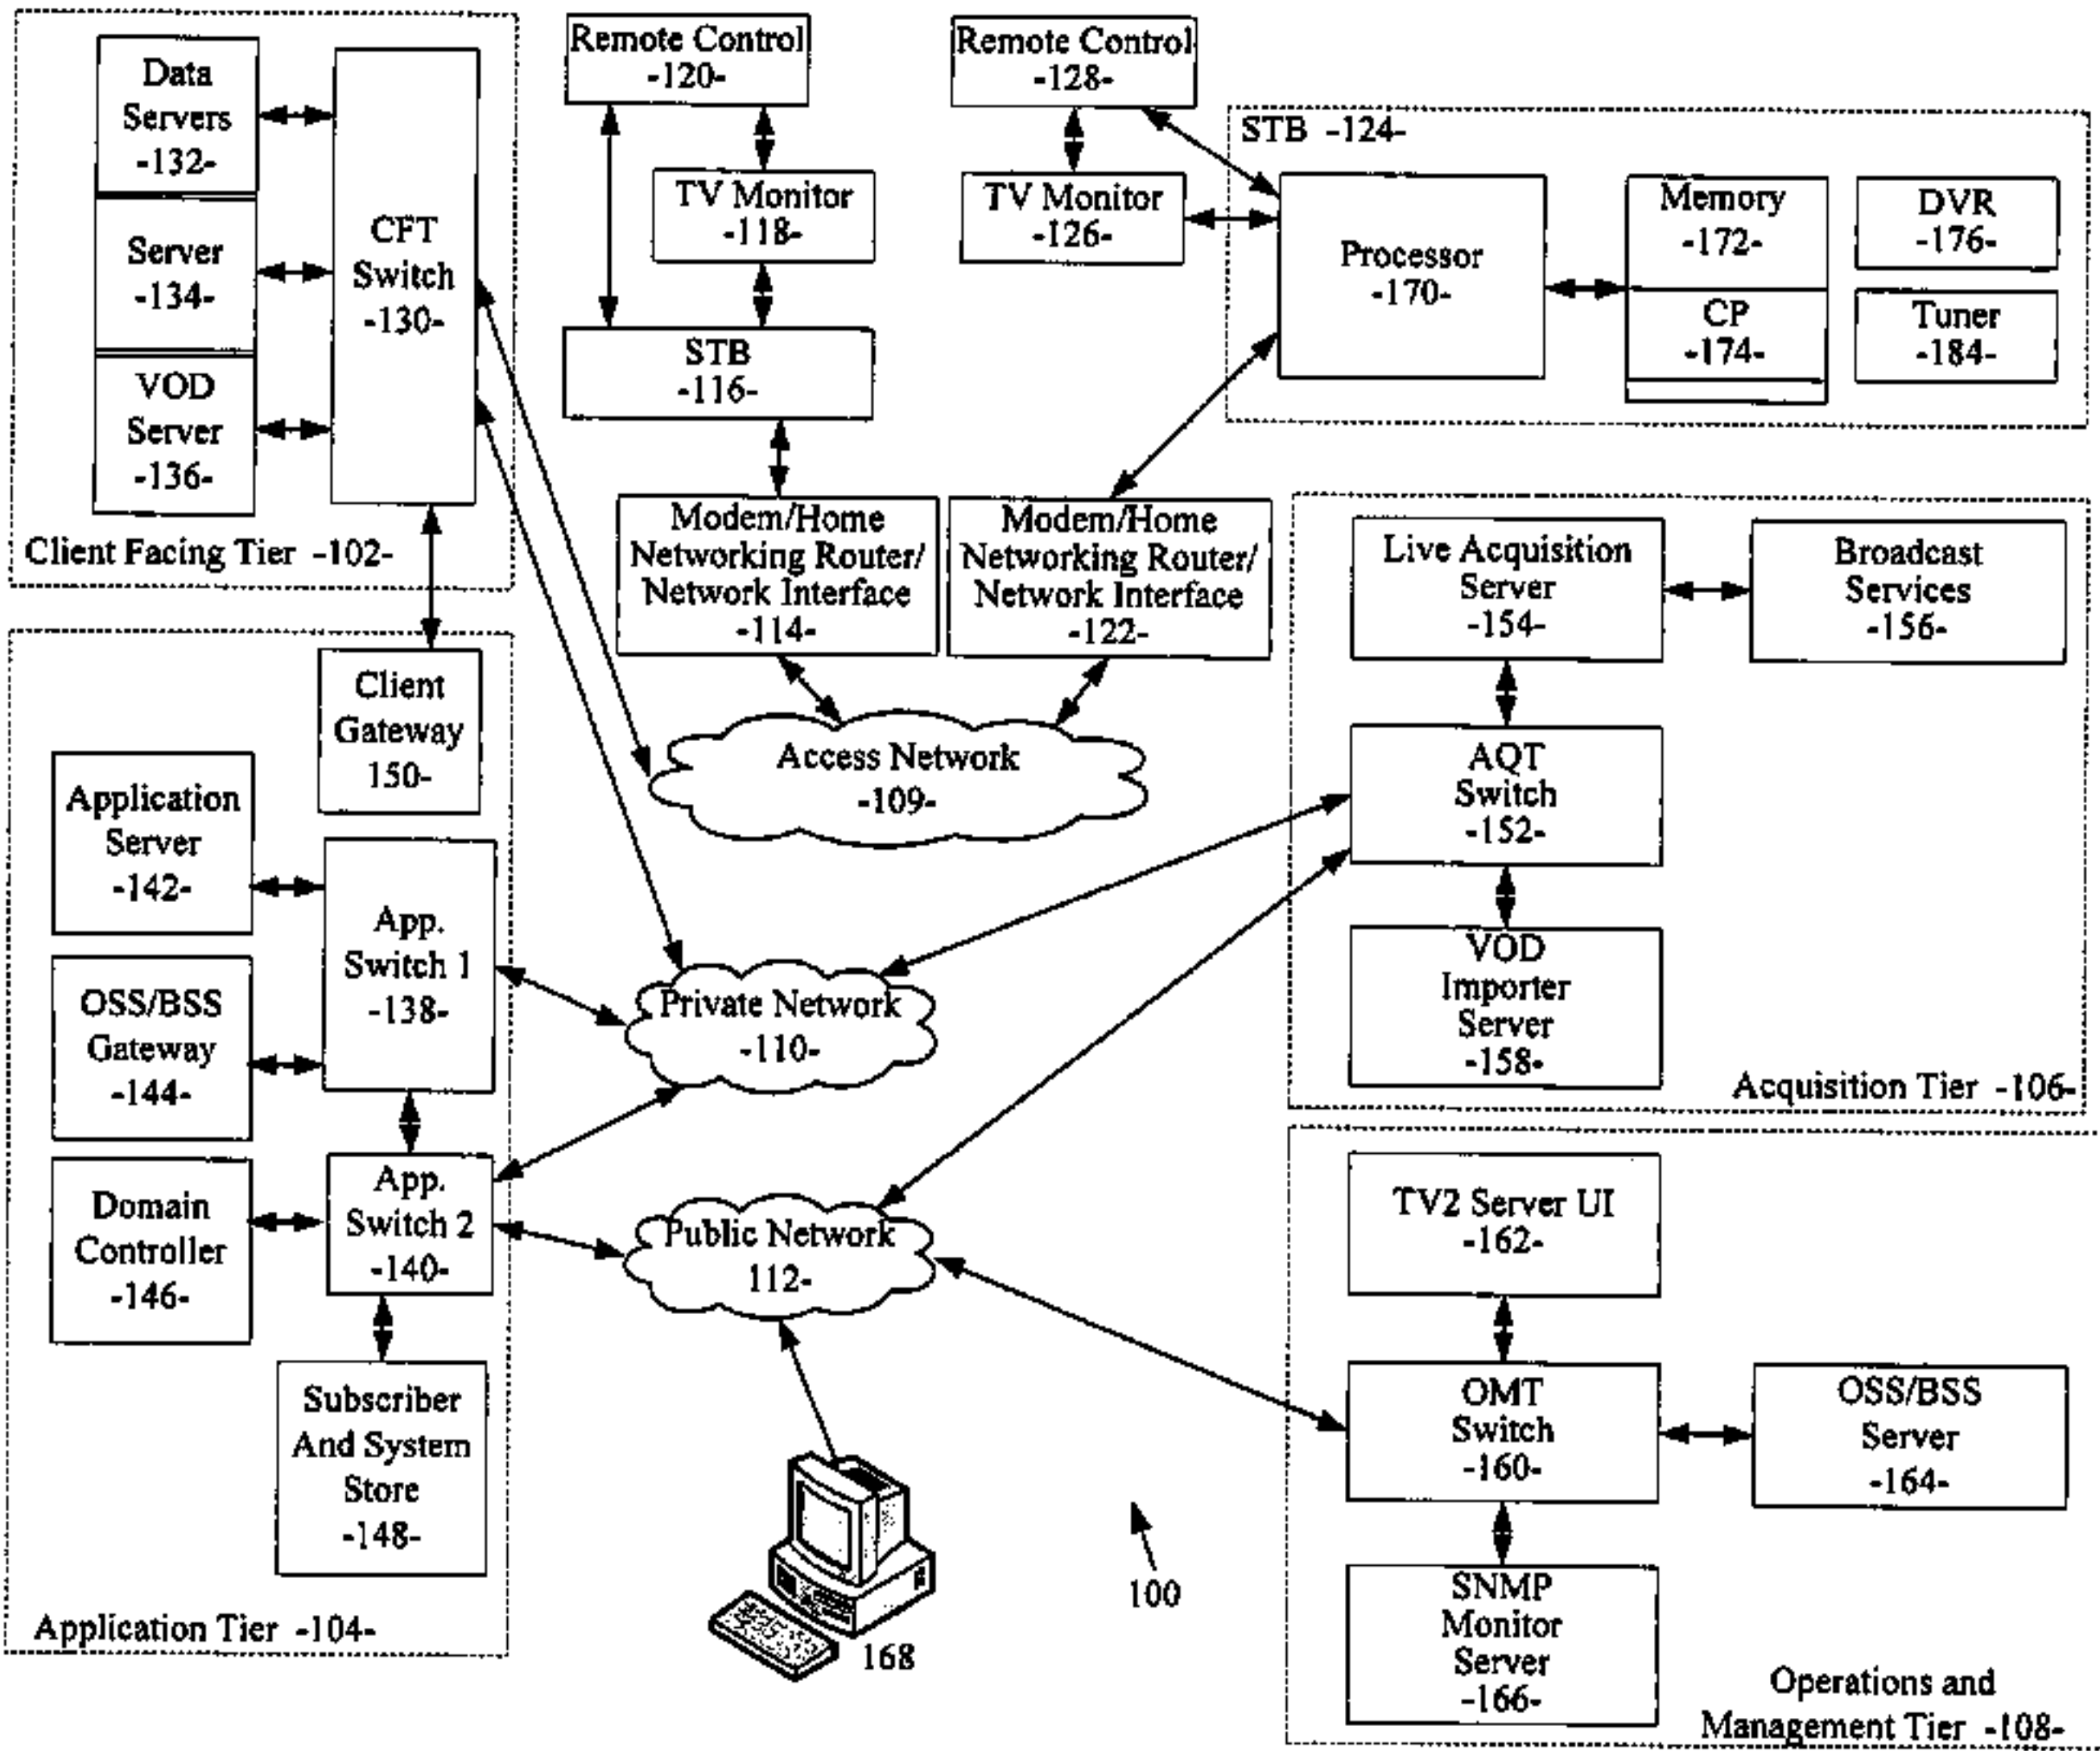 Data
Servers
-132-
Server
-134-
VOD
Server
-136-
CFT
Switch
-130-
Client Facing Tier -102-
Remote Control
-120-
TV Monitor
-118-
STB
-116-
Modem/Home
Networking Router/
Network Interface
-114-
Remote Control
-128-
TV Monitor
-126-
STB -124-
Processor
-170-
Memory
-172-
CP
-174-
DVR
-176-
Tuner
-184-
Modem/Home
Networking Router/
Network Interface
-122-
Access Network
-109-
Private Network
-110-
Public Network
112-
168
100
Client
Gateway
150-
Application
Server
-142-
App.
Switch 1
-138-
OSS/BSS
Gateway
-144-
Domain
Controller
-146-
App.
Switch 2
-140-
Subscriber
And System
Store
-148-
Application Tier -104-
Live Acquisition
Server
-154-
Broadcast
Services
-156-
AQT
Switch
-152-
VOD
Importer
Server
-158-
Acquisition Tier -106-
TV2 Server UI
-162-
OMT
Switch
-160-
OSS/BSS
Server
-164-
SNMP
Monitor
Server
-166-
Operations and
Management Tier -108-